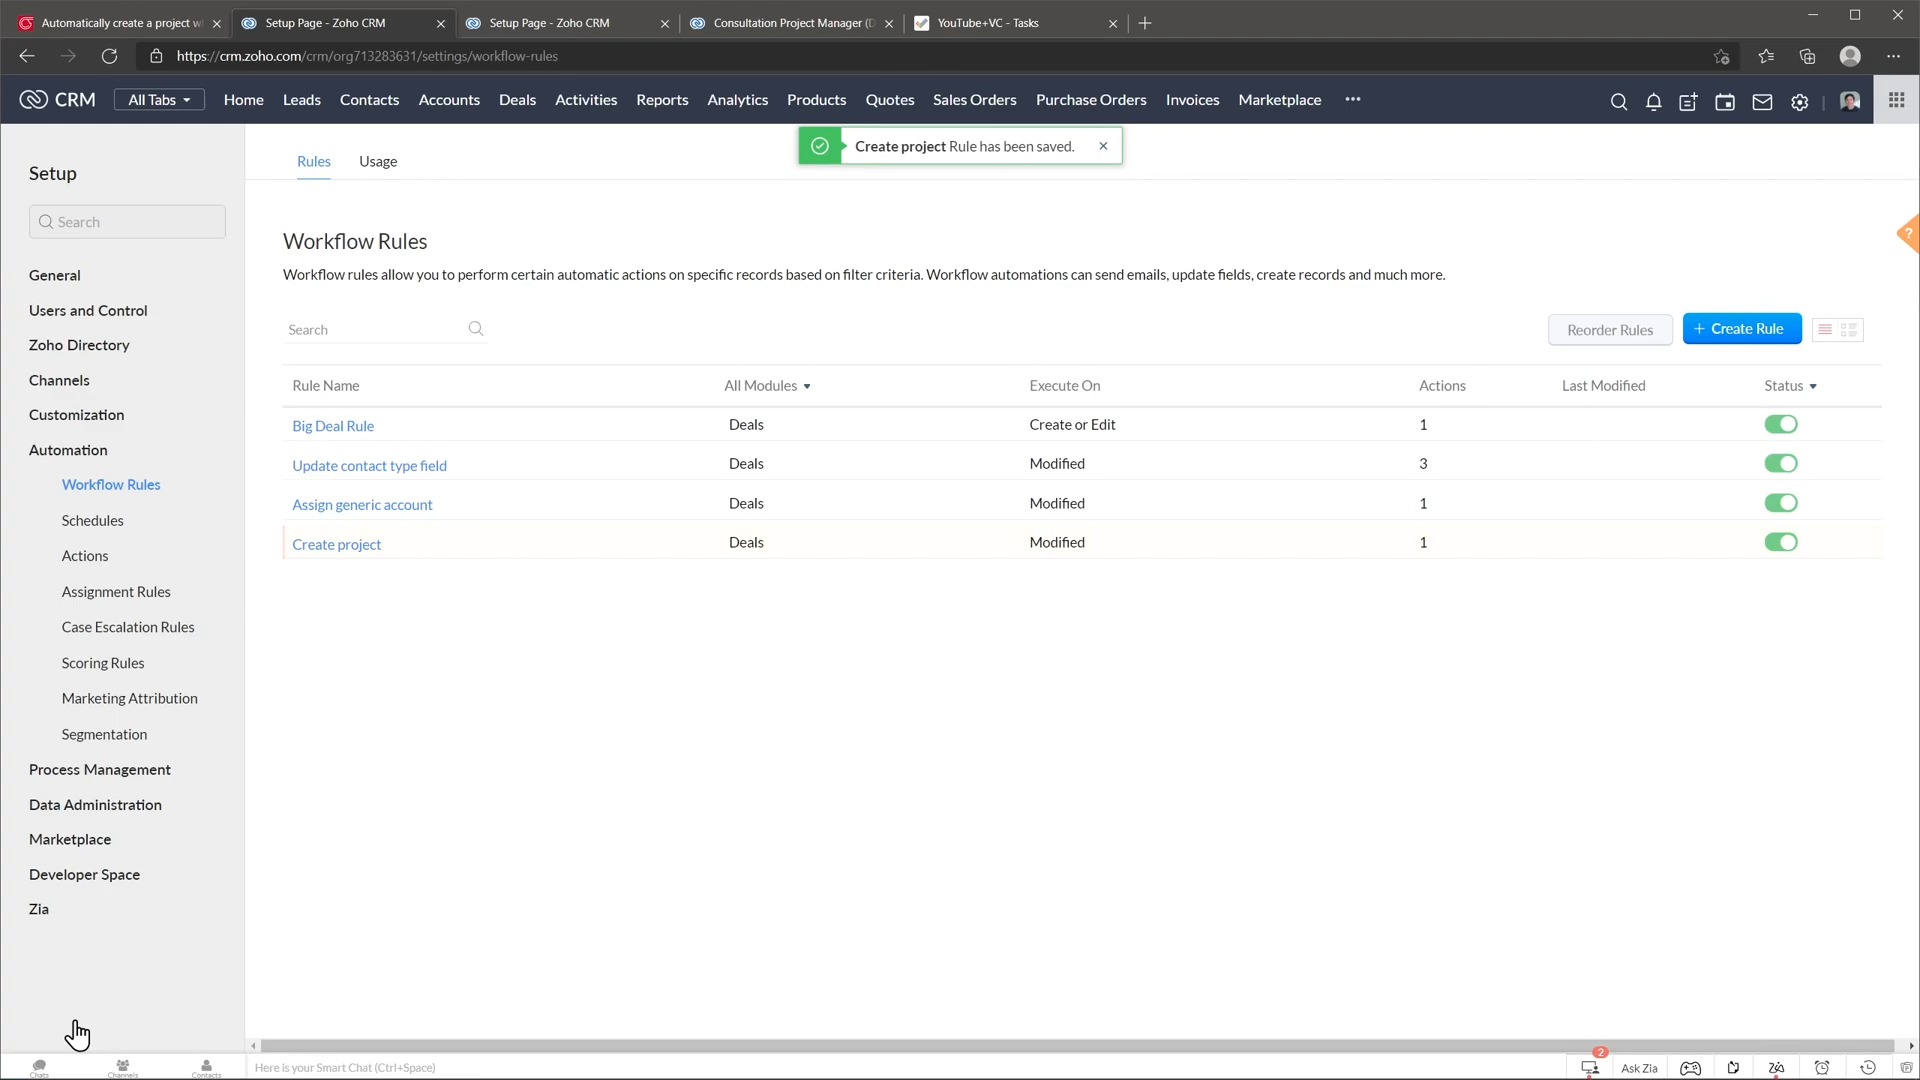 Automatically create a project w
Setup Page - Zoho CRM
Setup Page - Zoho CRM
Consultation Project Manager (D
YouTube+VC - Tasks
https://crm.zoho.com/crm/org713283631/settings/workflow-rules
CRM
All Tabs
Home
Leads
Contacts
Accounts
Deals
Activities
Reports
Analytics
Products
Quotes
Sales Orders
Purchase Orders
Invoices
Marketplace
Create project Rule has been saved.
Rules
Usage
Setup
Search
General
Users and Control
Zoho Directory
Channels
Customization
Automation
Workflow Rules
Schedules
Actions
Assignment Rules
Case Escalation Rules
Scoring Rules
Marketing Attribution
Segmentation
Process Management
Data Administration
Marketplace
Developer Space
Zia
Workflow Rules
Workflow rules allow you to perform certain automatic actions on specific records based on filter criteria. Workflow automations can send emails, update fields, create records and much more.
Search
Reorder Rules
+ Create Rule
?
Rule Name All Modules Execute On Actions Last Modified Status
Big Deal Rule Deals Create or Edit 1
Update contact type field Deals Modified 3
Assign generic account Deals Modified 1
Create project Deals Modified 1
Chats
Channels
Contacts
Here is your Smart Chat (Ctrl+Space)
2
Ask Zia